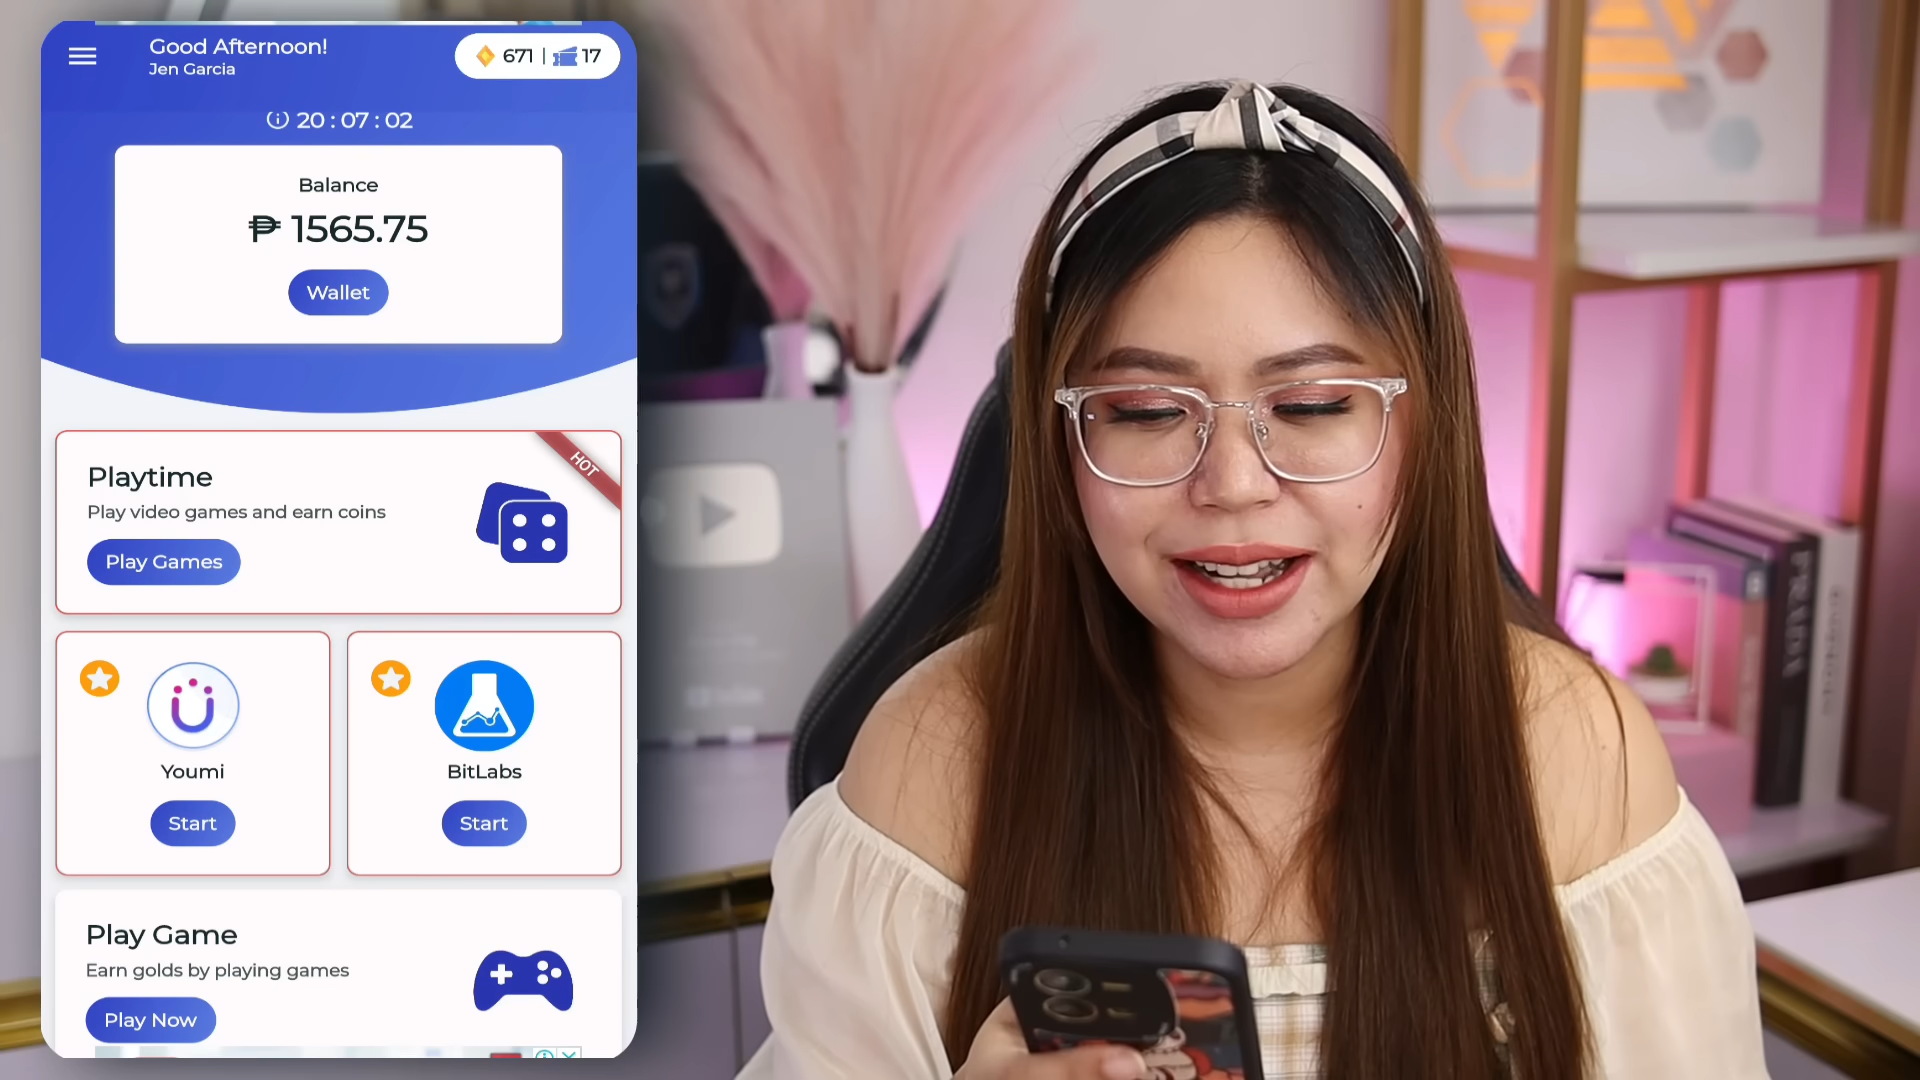 Good Afternoon!
Jen Garcia
671 | 17
20 : 07 : 02
Balance
₱ 1565.75
Wallet
HOT
Playtime
Play video games and earn coins
Play Games
Youmi
Start
BitLabs
Start
Play Game
Earn golds by playing games
Play Now